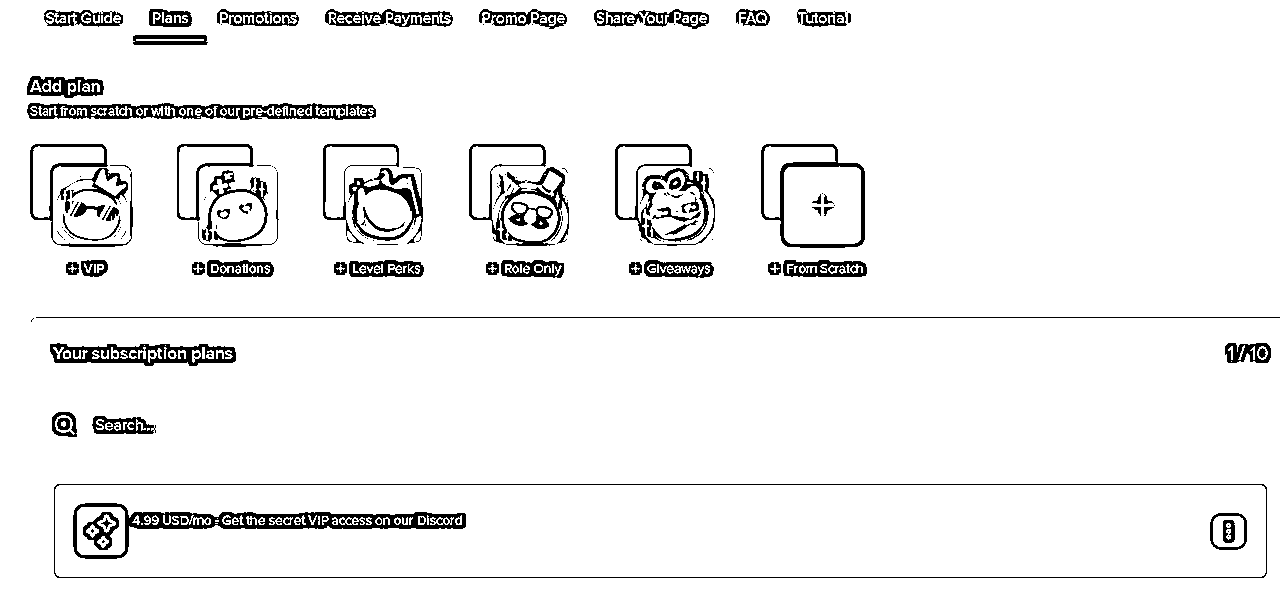 Start Guide Plans Promotions Receive Payments Promo Page Share Your Page FAQ Tutorial
Add plan
Start from scratch or with one of our pre-defined templates
+ VIP + Donations + Level Perks + Role Only + Giveaways + From Scratch
Your subscription plans 1/10
Search...
4.99 USD/mo - Get the secret VIP access on our Discord